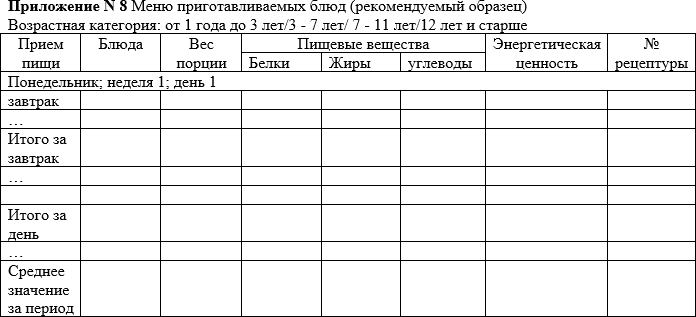 Приложение N 8 Меню приготавливаемых блюд (рекомендуемый образец)
Возрастная категория: от 1 года до 3 лет/3 - 7 лет/ 7 - 11 лет/12 лет и старше
Прием пищи Блюда Вес порции Пищевые вещества Энергетическая ценность № рецептуры
Белки Жиры углеводы
Понедельник; неделя 1; день 1
завтрак
…
Итого за
завтрак
…
Итого за
день
…
Среднее
значение
за период